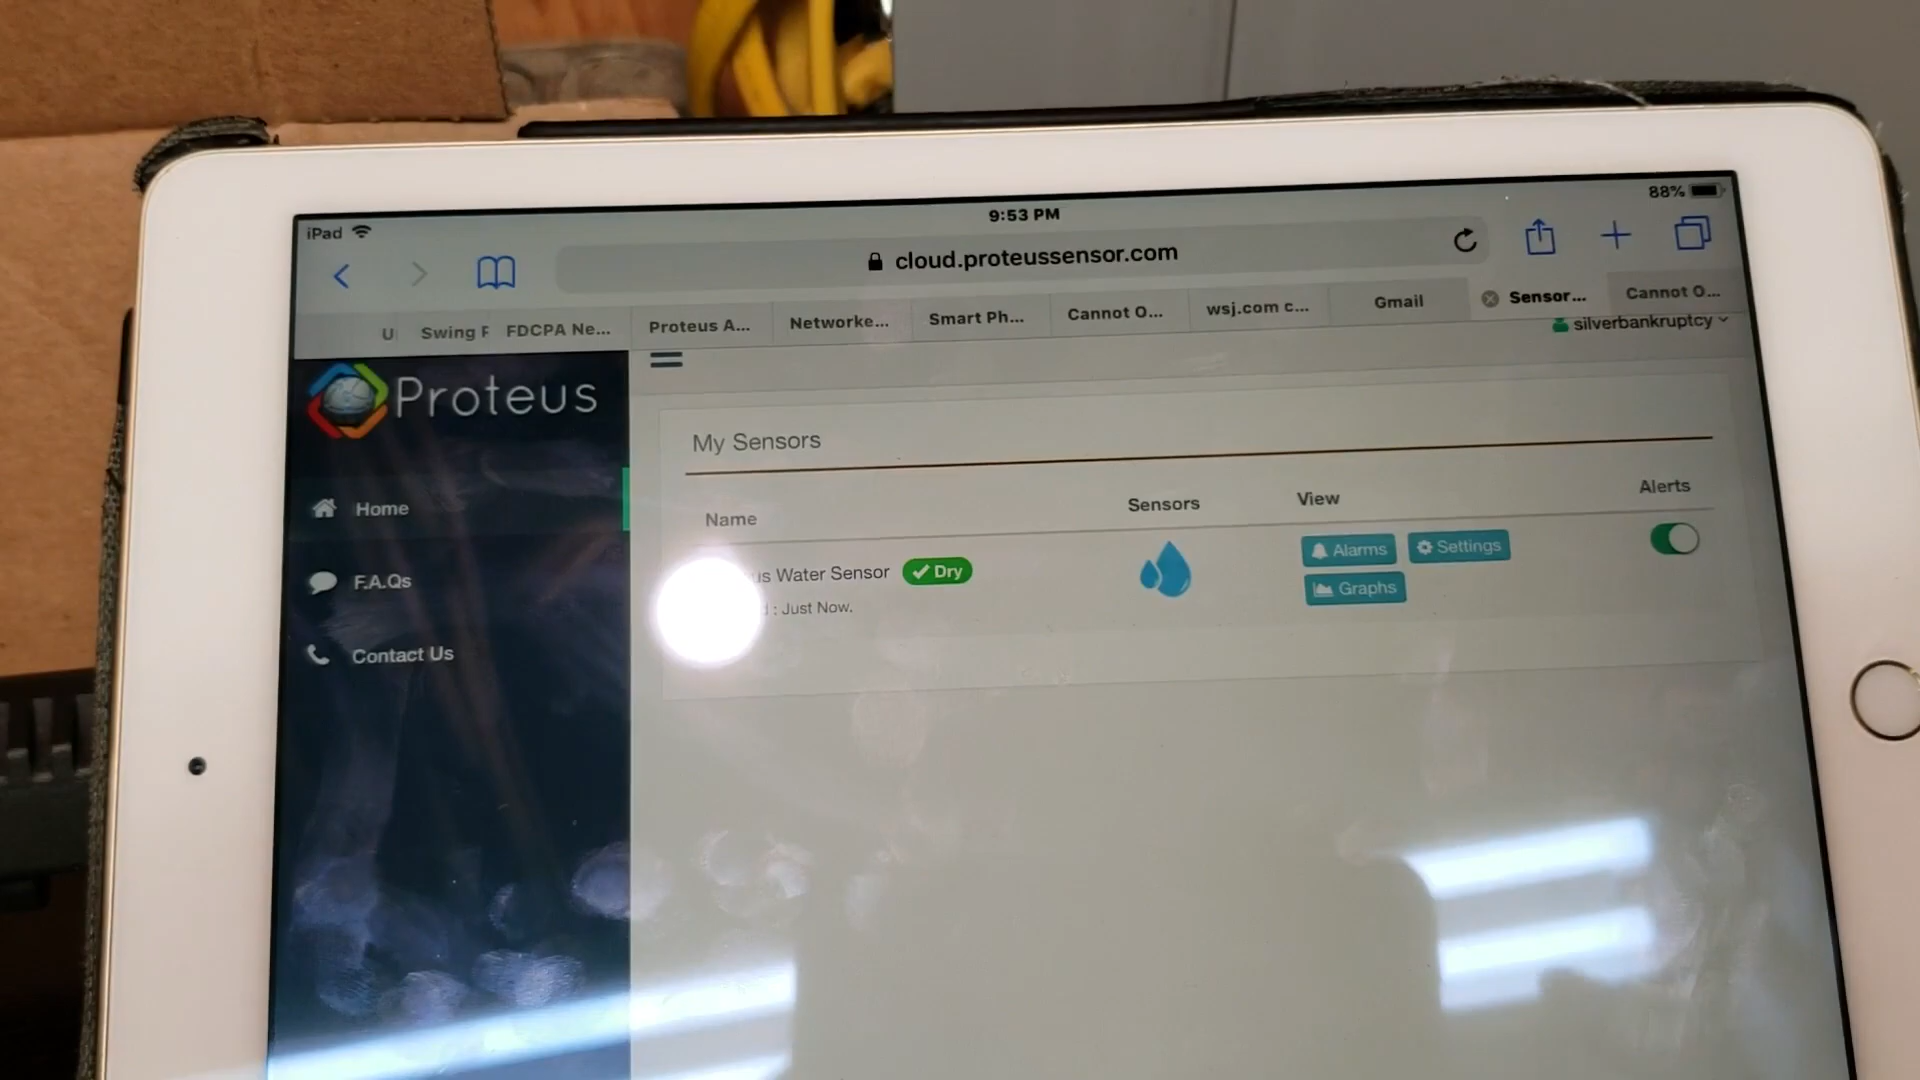 iPad
9:53 PM
88%
cloud.proteussensor.com
U Swing F FDCPA Ne... Proteus A... Networke... Smart Ph... Cannot O... wsj.com c... Gmail Sensor... Cannot O...
silverbankruptcy
Proteus
Home
F.A.Qs
Contact Us
My Sensors
Name Sensors View Alerts
us Water Sensor Dry Alarms Settings
: Just Now. Graphs